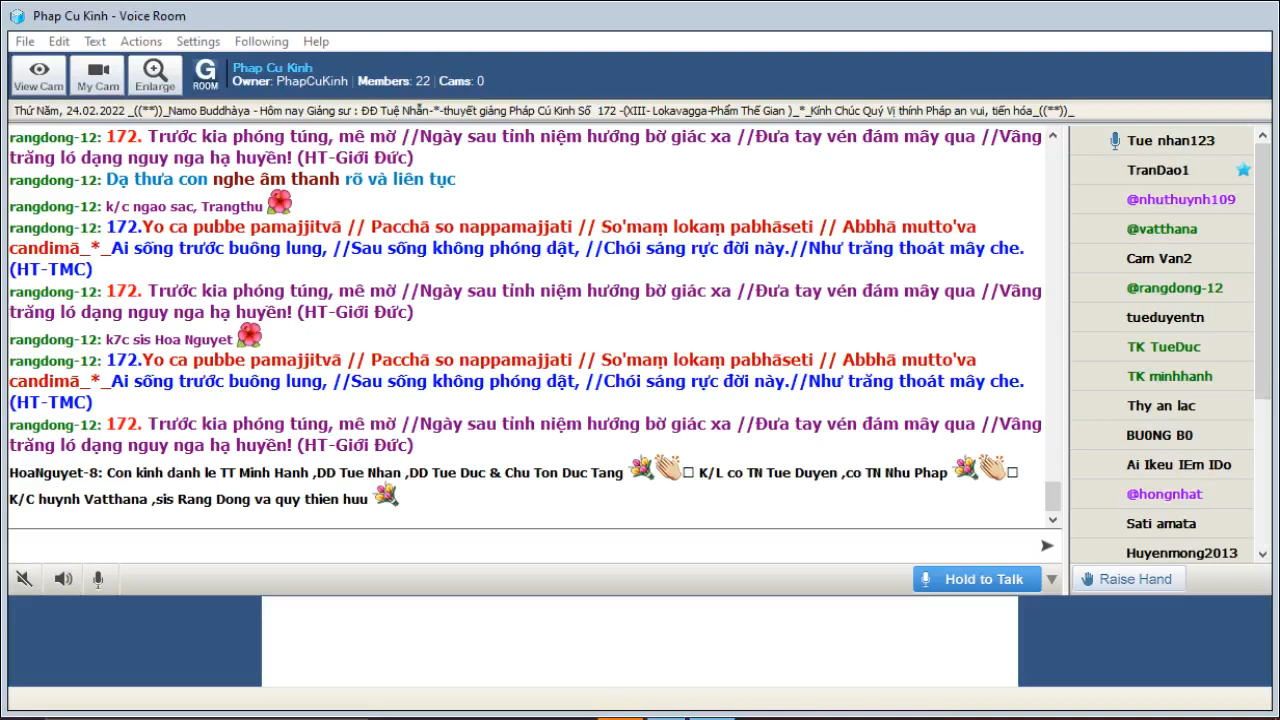 Phap Cu Kinh - Voice Room
File Edit Text Actions Settings Following Help
View Cam My Cam Enlarge G ROOM
Phap Cu Kinh
Owner: PhapCuKinh | Members: 22 | Cams: 0
Thứ Năm, 24.02.2022 _((**))_Namo Buddhàya - Hôm nay Giảng sư : ĐĐ Tuệ Nhẫn-*-thuyết giảng Pháp Cú Kinh Số 172 -(XIII- Lokavagga-Phẩm Thế Gian )_*_Kính Chúc Quý Vị thính Pháp an vui, tiến hóa_((**))_
rangdong-12: 172. Trước kia phóng túng, mê mờ //Ngày sau tỉnh niệm hướng bờ giác xa //Đưa tay vén đám mây qua //Vầng
trăng ló dạng nguy nga hạ huyền! (HT-Giới Đức)
rangdong-12: Dạ thưa con nghe âm thanh rõ và liên tục
rangdong-12: k/c ngao sac, Trangthu
rangdong-12: 172.Yo ca pubbe pamajjitvā // Pacchā so nappamajjati // So'maṃ lokaṃ pabhāseti // Abbhā mutto'va
candimā_*_Ai sống trước buông lung, //Sau sống không phóng dật, //Chói sáng rực đời này.//Như trăng thoát mây che.
(HT-TMC)
rangdong-12: 172. Trước kia phóng túng, mê mờ //Ngày sau tỉnh niệm hướng bờ giác xa //Đưa tay vén đám mây qua //Vầng
trăng ló dạng nguy nga hạ huyền! (HT-Giới Đức)
rangdong-12: k7c sis Hoa Nguyet
rangdong-12: 172.Yo ca pubbe pamajjitvā // Pacchā so nappamajjati // So'maṃ lokaṃ pabhāseti // Abbhā mutto'va
candimā_*_Ai sống trước buông lung, //Sau sống không phóng dật, //Chói sáng rực đời này.//Như trăng thoát mây che.
(HT-TMC)
rangdong-12: 172. Trước kia phóng túng, mê mờ //Ngày sau tỉnh niệm hướng bờ giác xa //Đưa tay vén đám mây qua //Vầng
trăng ló dạng nguy nga hạ huyền! (HT-Giới Đức)
HoaNguyet-8: Con kinh danh le TT Minh Hanh ,DD Tue Nhan ,DD Tue Duc & Chu Ton Duc Tang K/L co TN Tue Duyen ,co TN Nhu Phap
K/C huynh Vatthana ,sis Rang Dong va quy thien huu
Tue nhan123
TranDao1
@nhuthuynh109
@vatthana
Cam Van2
@rangdong-12
tueduyentn
TK TueDuc
TK minhhanh
Thy an lac
BU0NG B0
Ai Ikeu IEm IDo
@hongnhat
Sati amata
Huyenmong2013
Hold to Talk
Raise Hand